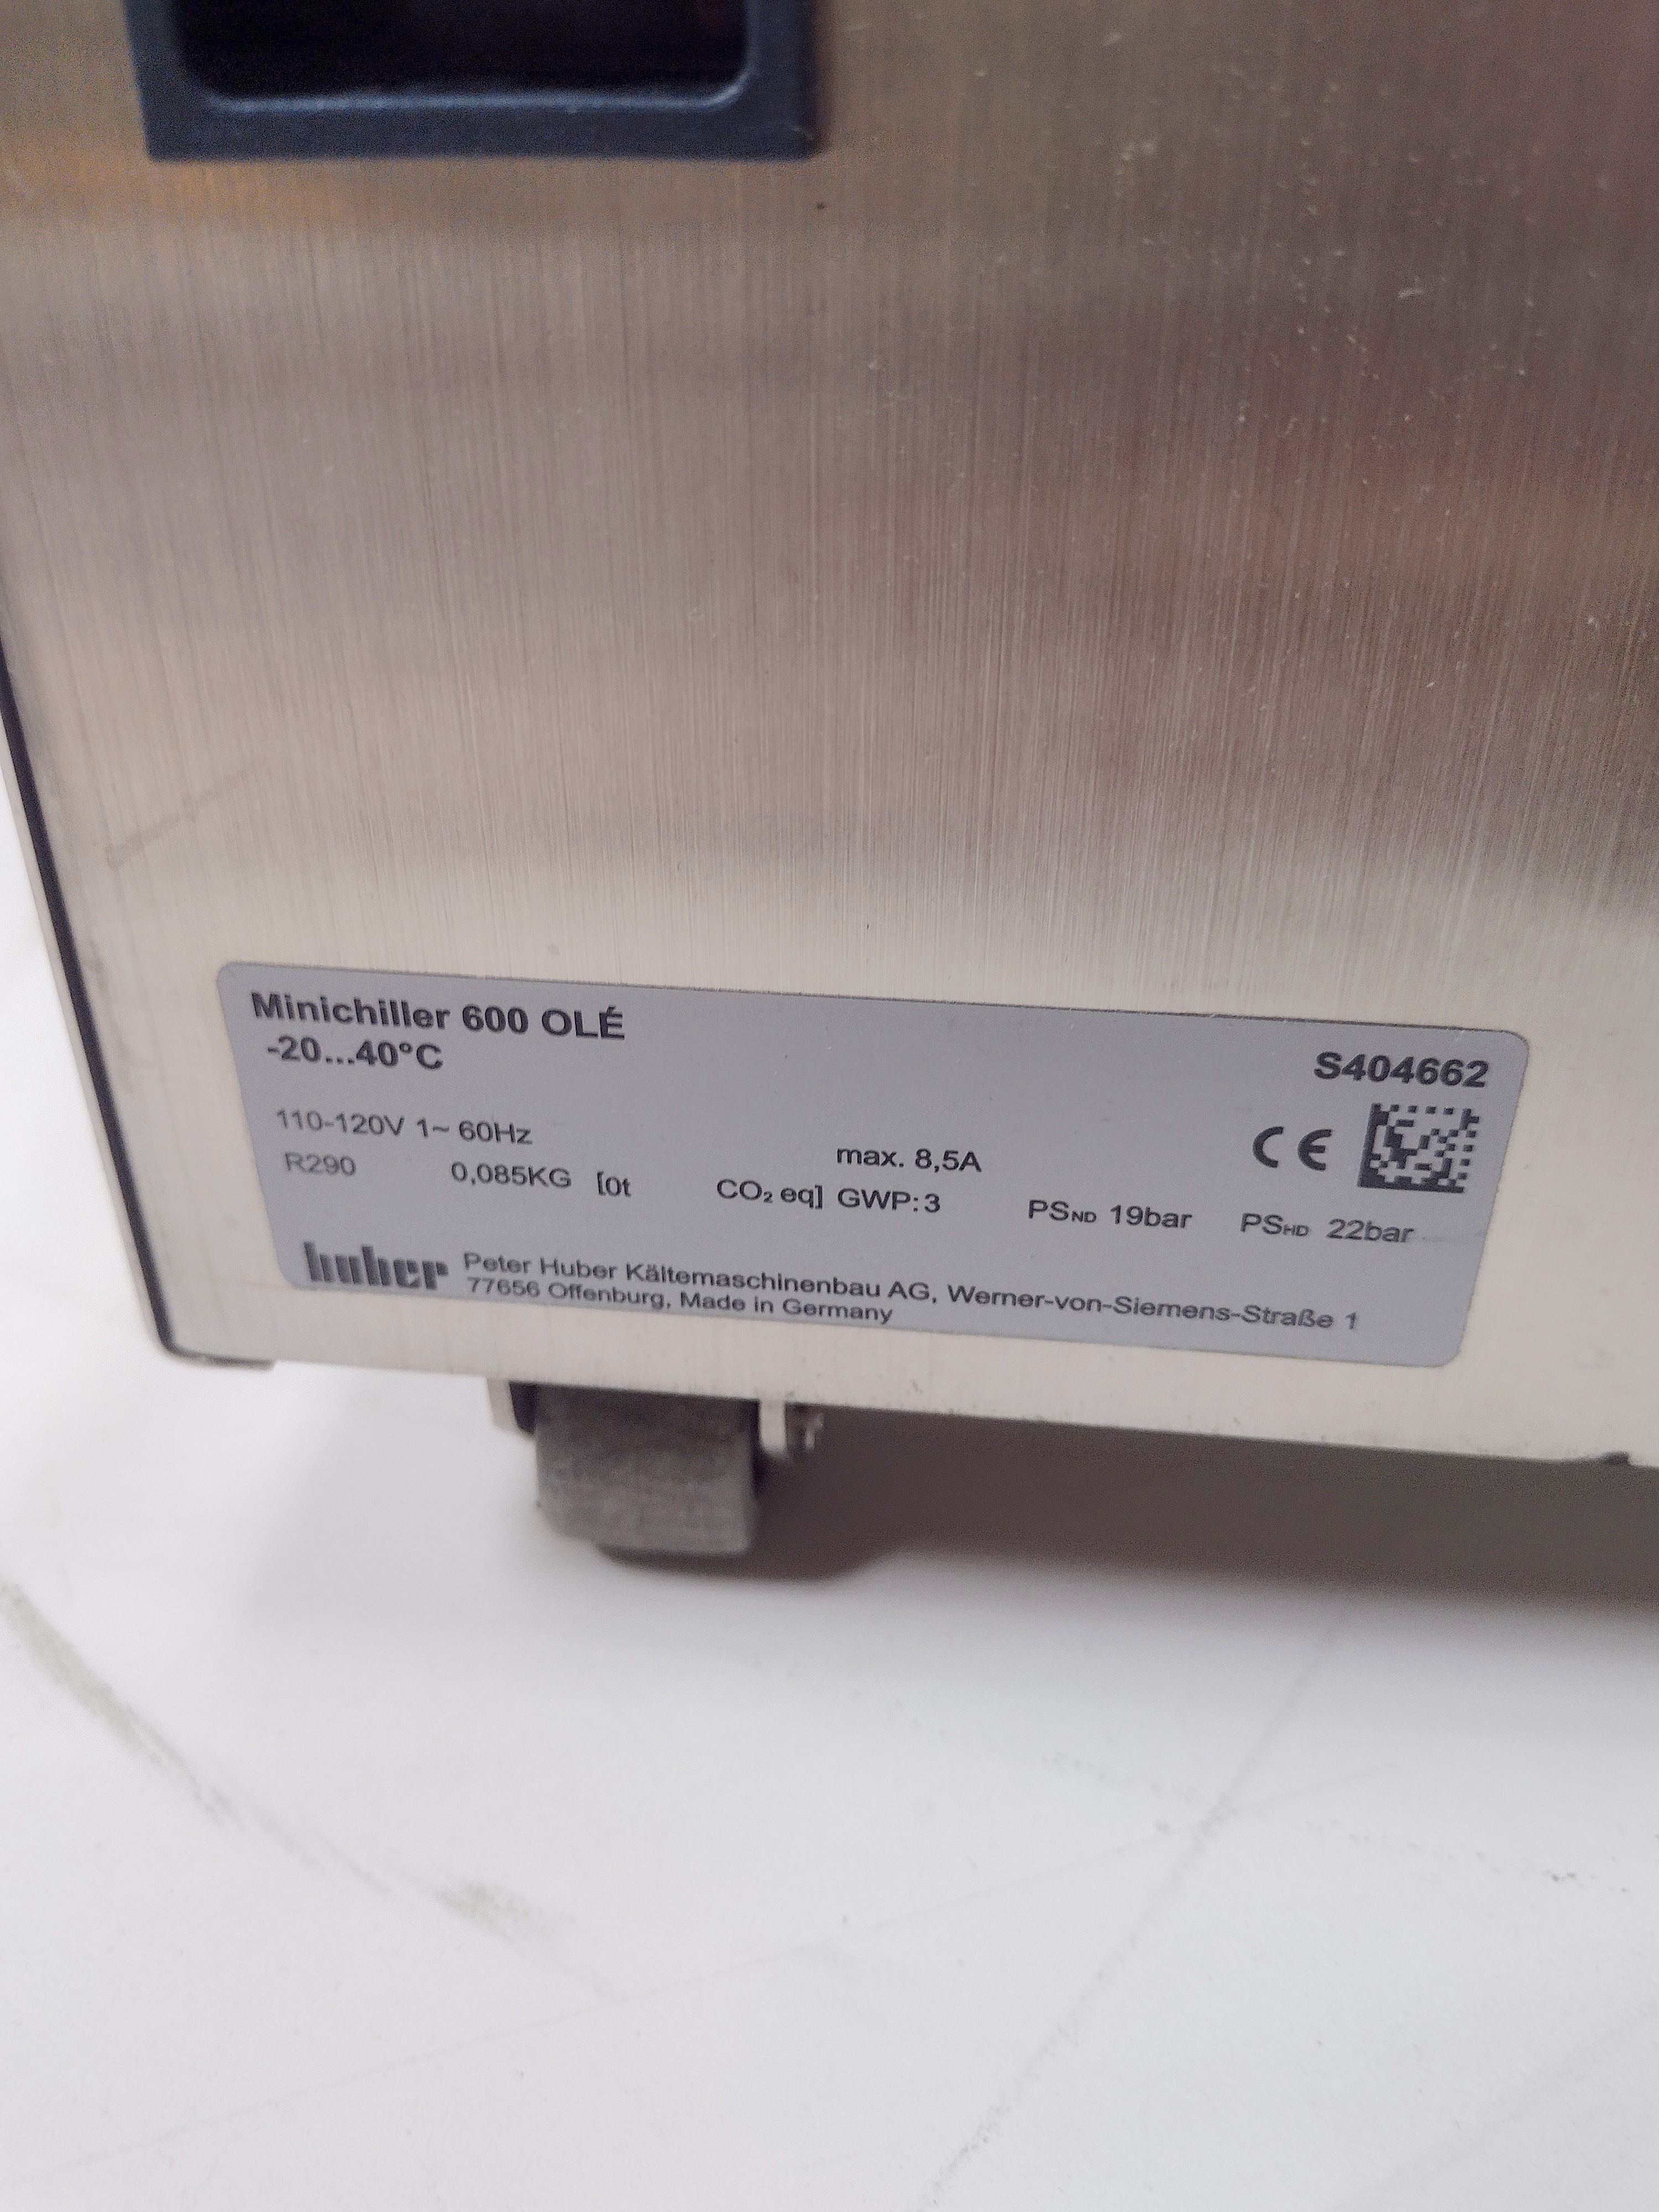 Minichiller 600 OLÉ
-20...40°C
S404662
110-120V 1~ 60Hz
max. 8,5A
CE
R290 0,085KG [0t CO₂ eq] GWP:3 PSND 19bar PSHD 22bar
huber
Peter Huber Kältemaschinenbau AG, Werner-von-Siemens-Straße 1
77656 Offenburg, Made in Germany